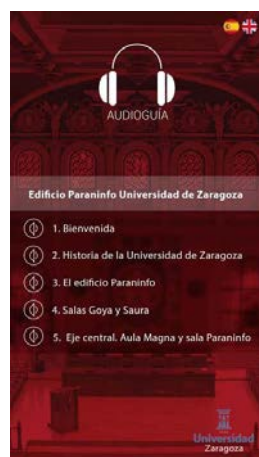 AUDIOGUÍA
Edificio Paraninfo Universidad de Zaragoza
1. Bienvenida
2. Historia de la Universidad de Zaragoza
3. El edificio Paraninfo
4. Salas Goya y Saura
5. Eje central. Aula Magna y sala Paraninfo
Universidad
Zaragoza